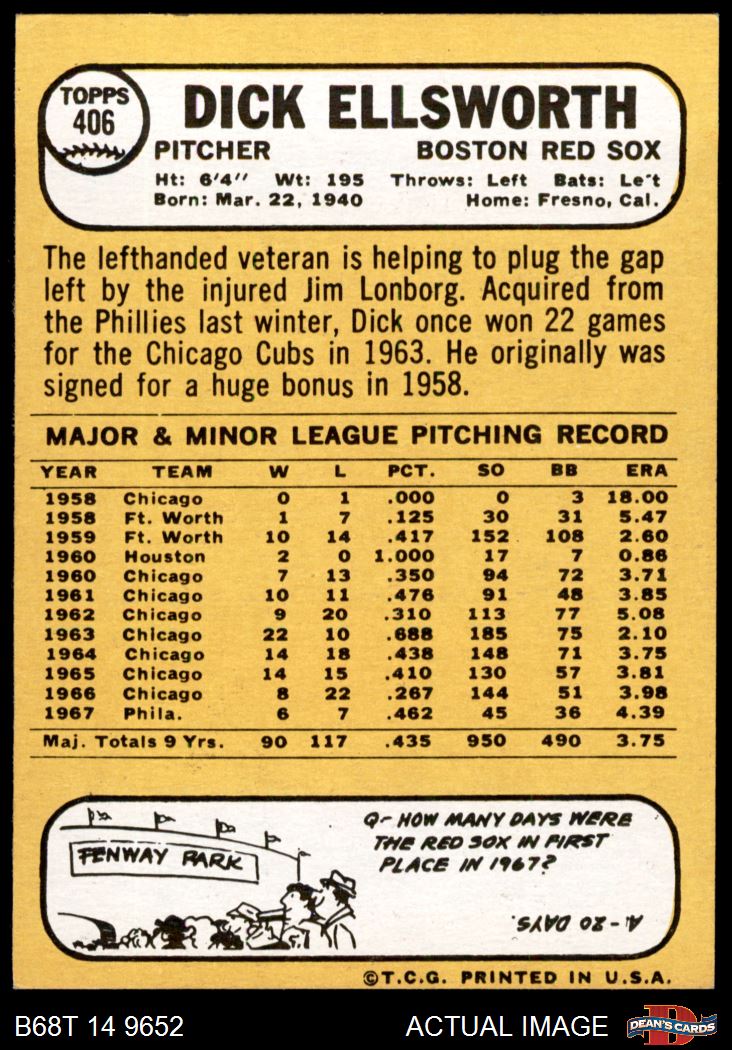 TOPPS
406
DICK ELLSWORTH
PITCHER BOSTON RED SOX
Ht: 6'4'' Wt: 195 Throws: Left Bats: Le't
Born: Mar. 22, 1940 Home: Fresno, Cal.
The lefthanded veteran is helping to plug the gap
left by the injured Jim Lonborg. Acquired from
the Phillies last winter, Dick once won 22 games
for the Chicago Cubs in 1963. He originally was
signed for a huge bonus in 1958.
MAJOR & MINOR LEAGUE PITCHING RECORD
YEAR TEAM W L PCT. SO BB ERA
1958 Chicago 0 1 .000 0 3 18.00
1958 Ft. Worth 1 7 .125 30 31 5.47
1959 Ft. Worth 10 14 .417 152 108 2.60
1960 Houston 2 0 1.000 17 7 0.86
1960 Chicago 7 13 .350 94 72 3.71
1961 Chicago 10 11 .476 91 48 3.85
1962 Chicago 9 20 .310 113 77 5.08
1963 Chicago 22 10 .688 185 75 2.10
1964 Chicago 14 18 .438 148 71 3.75
1965 Chicago 14 15 .410 130 57 3.81
1966 Chicago 8 22 .267 144 51 3.98
1967 Phila. 6 7 .462 45 36 4.39
Maj. Totals 9 Yrs. 90 117 .435 950 490 3.75
FENWAY PARK
Q- HOW MANY DAYS WERE
THE RED SOX IN FIRST
PLACE IN 1967?
A- 20 DAYS.
©T.C.G. PRINTED IN U.S.A.
B68T 14 9652 ACTUAL IMAGE DEAN'S CARDS